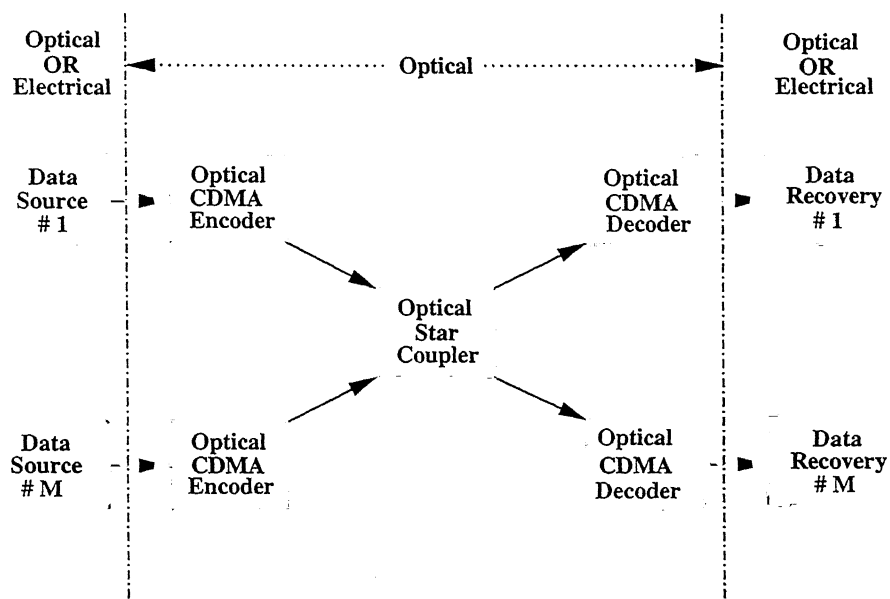 Optical
OR
Electrical
Optical
Optical
OR
Electrical
Data
Source
# 1
Optical
CDMA
Encoder
Optical
CDMA
Decoder
Data
Recovery
# 1
Optical
Star
Coupler
Data
Source
# M
Optical
CDMA
Encoder
Optical
CDMA
Decoder
Data
Recovery
# M